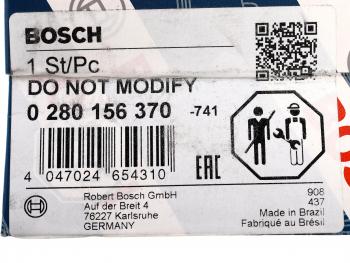 BOSCH
1 St/Pc
DO NOT MODIFY
0 280 156 370 -741
4 047024 654310
EAC
Robert Bosch GmbH
Auf der Breit 4
76227 Karlsruhe
GERMANY
908
437
Made in Brazil
Fabriqué au Brésil